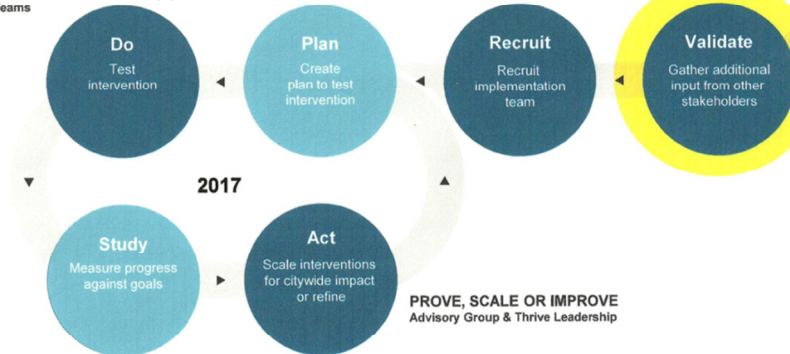 eams
Do
Test
intervention
Plan
Create
plan to test
intervention
Recruit
Recruit
implementation
team
Validate
Gather additional
input from other
stakeholders
2017
Study
Measure progress
against goals
Act
Scale interventions
for citywide impact
or refine
PROVE, SCALE OR IMPROVE
Advisory Group & Thrive Leadership